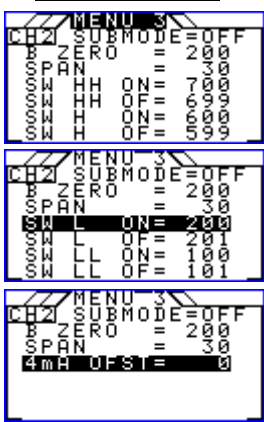 MENU 3
CH2 SUBMODE=OFF
B ZERO = 200
SPAN = 30
SW HH ON= 700
SW HH OF= 699
SW H ON= 600
SW H OF= 599
MENU 3
CH2 SUBMODE=OFF
B ZERO = 200
SPAN = 30
SW L ON= 200
SW L OF= 201
SW LL ON= 100
SW LL OF= 101
MENU 3
CH2 SUBMODE=OFF
B ZERO = 200
SPAN = 30
4mA OFST= 0